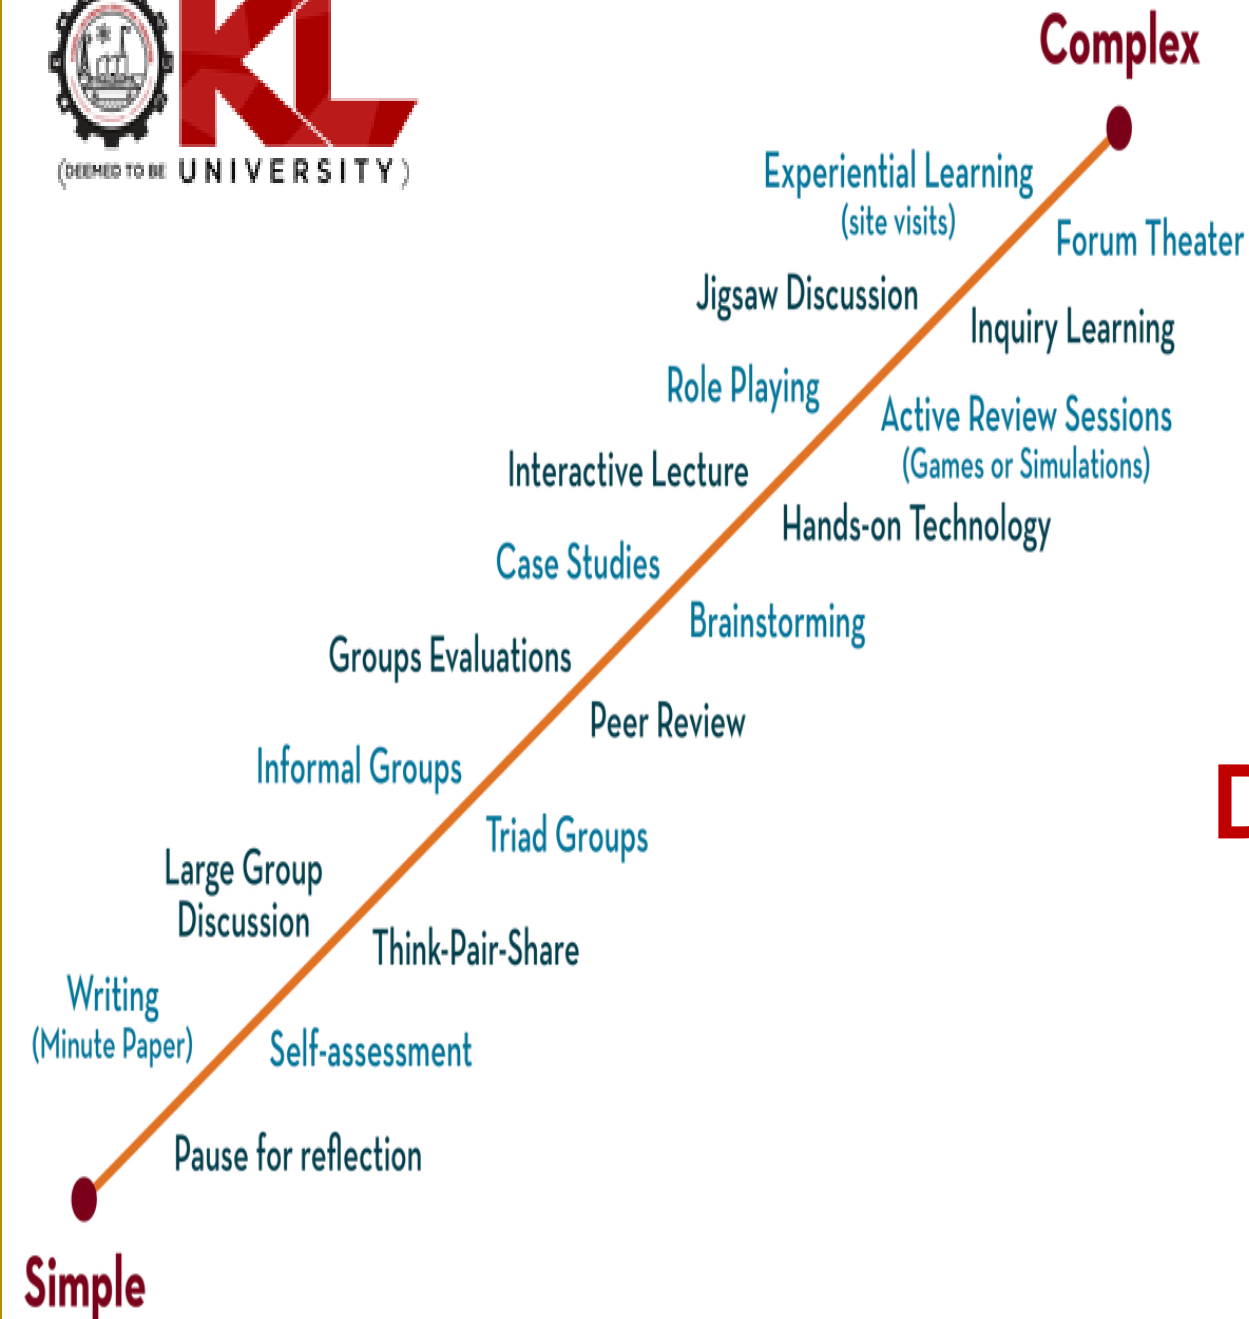 KL
(DEEMED TO BE UNIVERSITY)
Complex
Experiential Learning
(site visits)
Forum Theater
Jigsaw Discussion
Inquiry Learning
Role Playing
Active Review Sessions
(Games or Simulations)
Interactive Lecture
Hands-on Technology
Case Studies
Brainstorming
Groups Evaluations
Peer Review
Informal Groups
Triad Groups
Large Group
Discussion
Think-Pair-Share
Writing
(Minute Paper)
Self-assessment
Pause for reflection
Simple